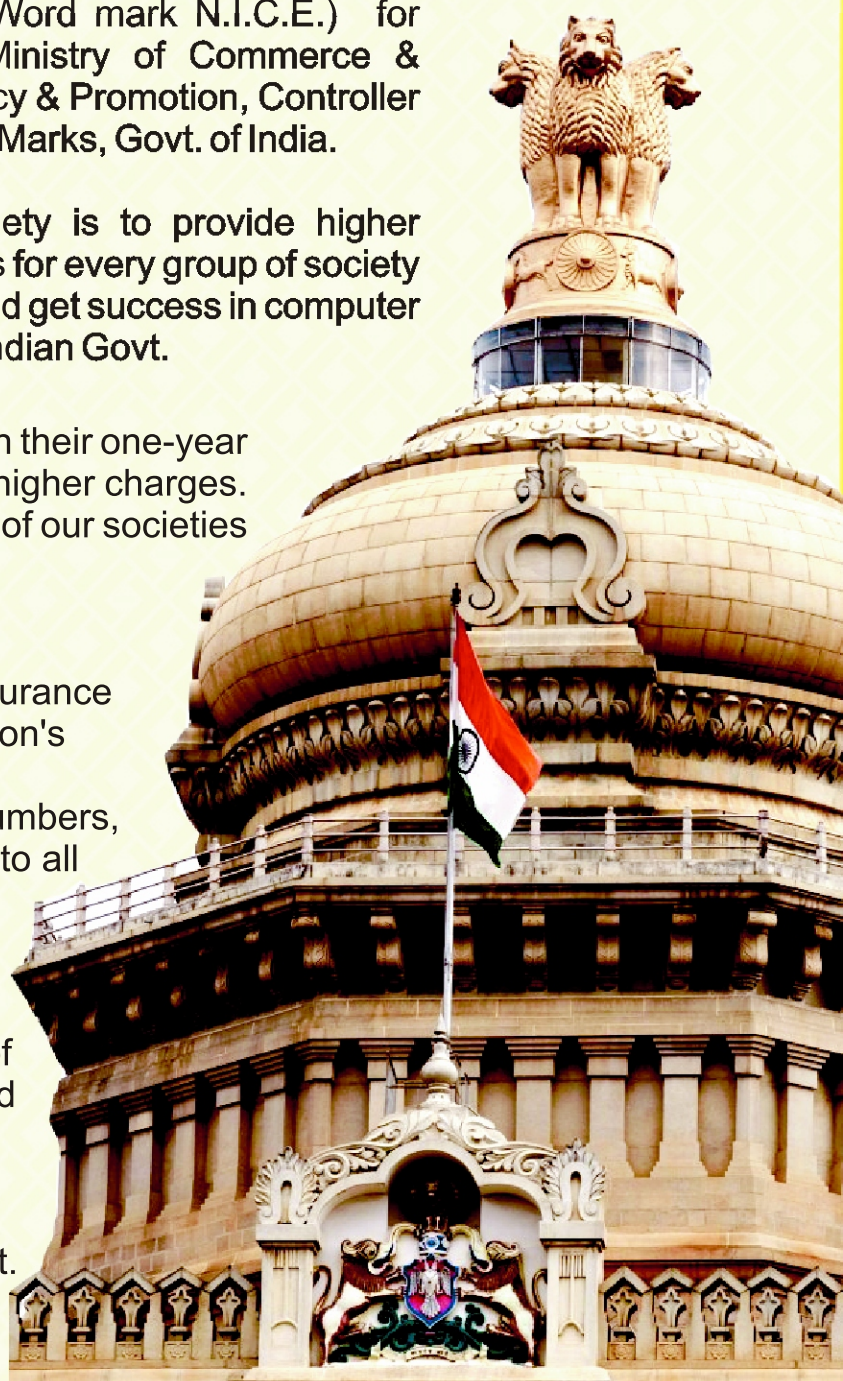 Word mark N.I.C.E.) for
Ministry of Commerce &
cy & Promotion, Controller
Marks, Govt. of India.
ety is to provide higher
s for every group of society
d get success in computer
ndian Govt.
n their one-year
higher charges.
of our societies
urance
on's
umbers,
to all
f
d
t.